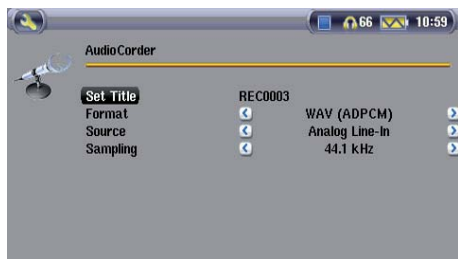 66 10:59
AudioCorder
Set Title REC0003
Format WAV (ADPCM)
Source Analog Line-In
Sampling 44.1 kHz